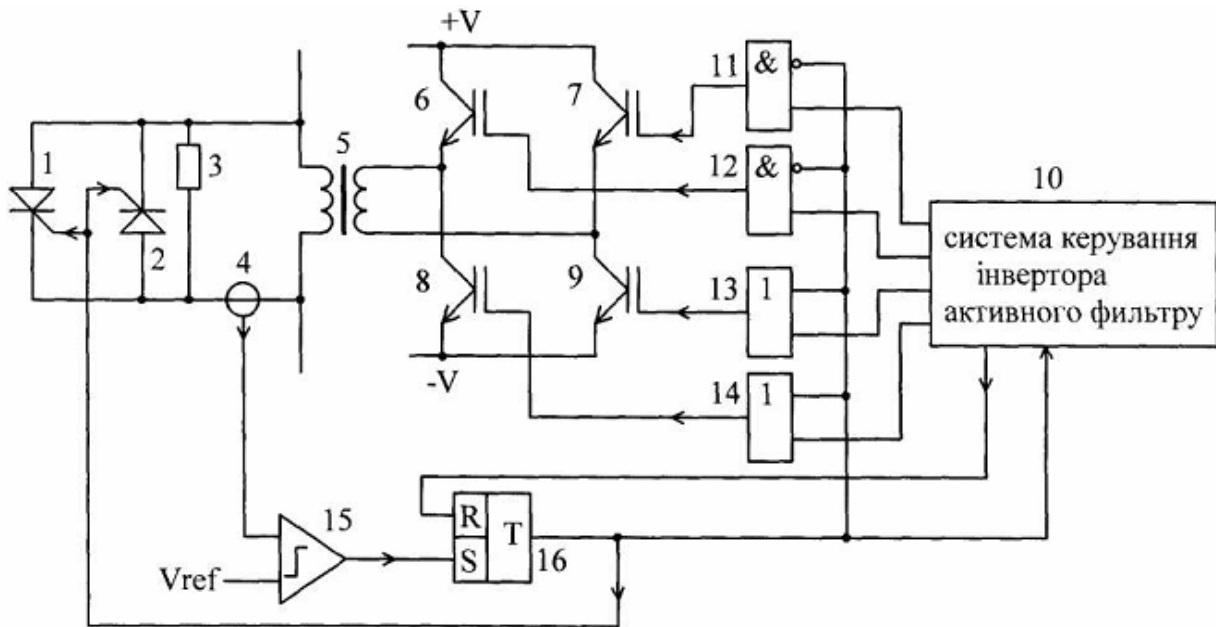 +V
11
&
6
7
5
1
3
12
&
10
система керування
інвертора
активного фильтру
2
4
8
9
13
1
-V
14
1
15
R
T
S
16
Vref